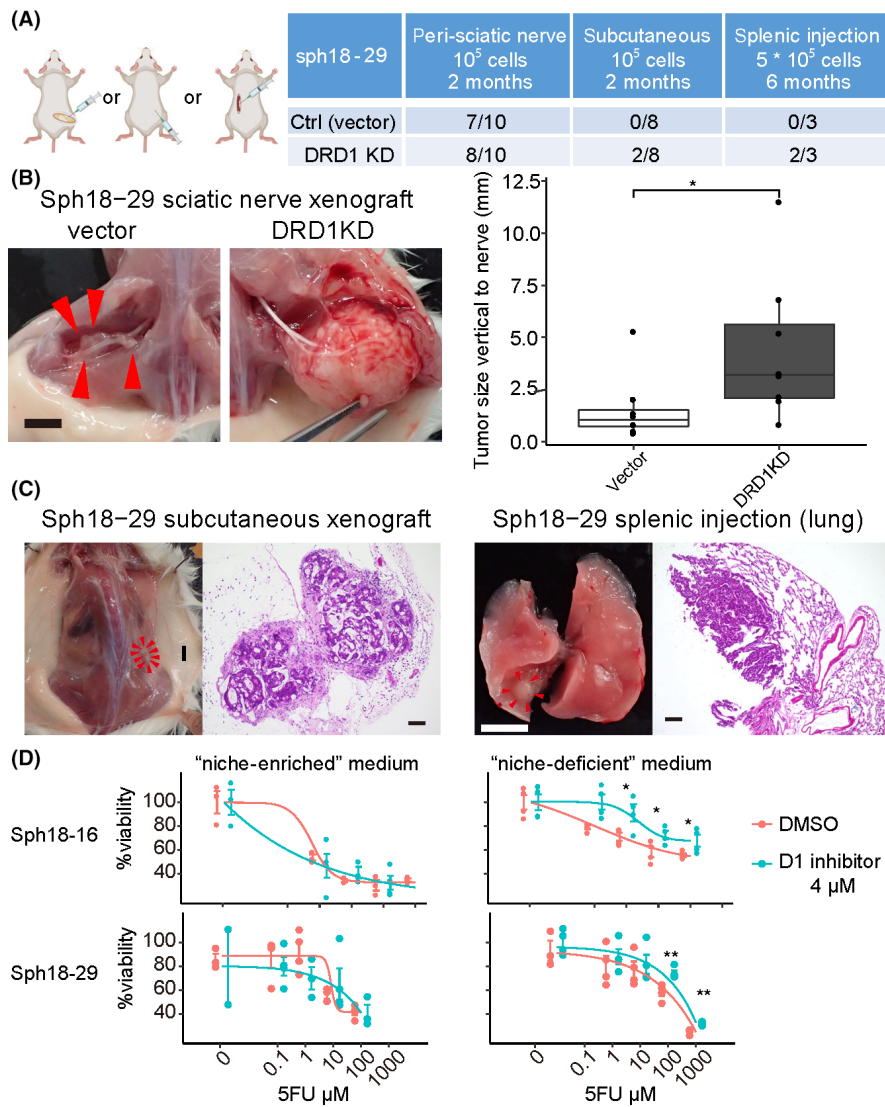 (A)
or
or
sph18-29
Peri-sciatic nerve
10⁵ cells
2 months
Subcutaneous
10⁵ cells
2 months
Splenic injection
5 * 10⁵ cells
6 months
Ctrl (vector) 7/10 0/8 0/3
DRD1 KD 8/10 2/8 2/3
(B)
Sph18−29 sciatic nerve xenograft
vector DRD1KD
Tumor size vertical to nerve (mm)
12.5
10.0
7.5
5.0
2.5
0.0
*
Vector
DRD1KD
(C)
Sph18−29 subcutaneous xenograft
Sph18−29 splenic injection (lung)
(D)
"niche-enriched" medium
"niche-deficient" medium
Sph18-16
%viability
100
80
60
40
* * *
DMSO
D1 inhibitor
4 µM
Sph18-29
%viability
100
80
60
40
** **
0 0.1 1 10 100 1000
5FU µM
0 0.1 1 10 100 1000
5FU µM